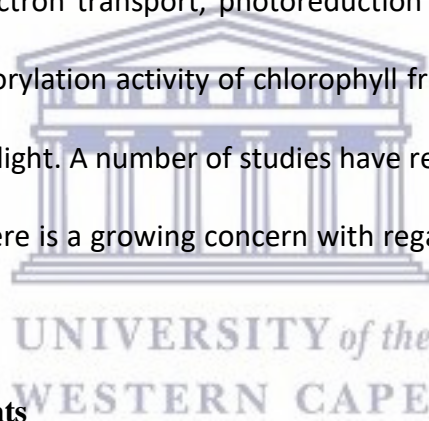 ctron transport, photoreduction
orylation activity of chlorophyll fr
light. A number of studies have re
ere is a growing concern with rega
UNIVERSITY of the
WESTERN CAPE
nts